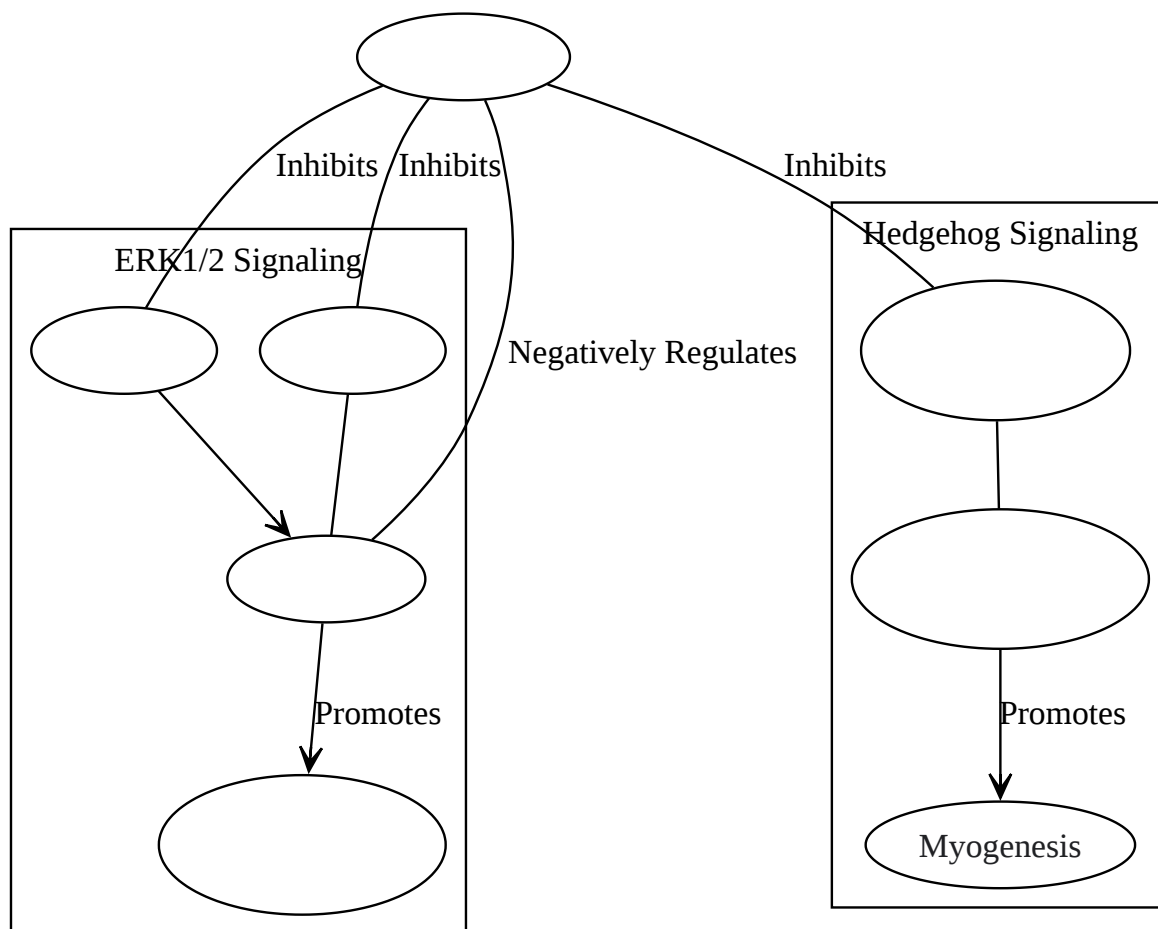 Inhibits
Inhibits
Inhibits
ERK1/2 Signaling
Hedgehog Signaling
Negatively Regulates
Promotes
Promotes
Myogenesis